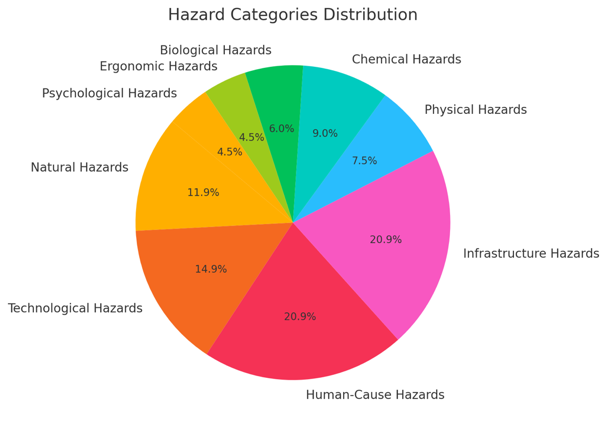 Hazard Categories Distribution
Biological Hazards
Ergonomic Hazards
Psychological Hazards
Natural Hazards
Technological Hazards
Human-Cause Hazards
Infrastructure Hazards
Physical Hazards
Chemical Hazards
6.0%
4.5%
4.5%
11.9%
14.9%
20.9%
20.9%
7.5%
9.0%